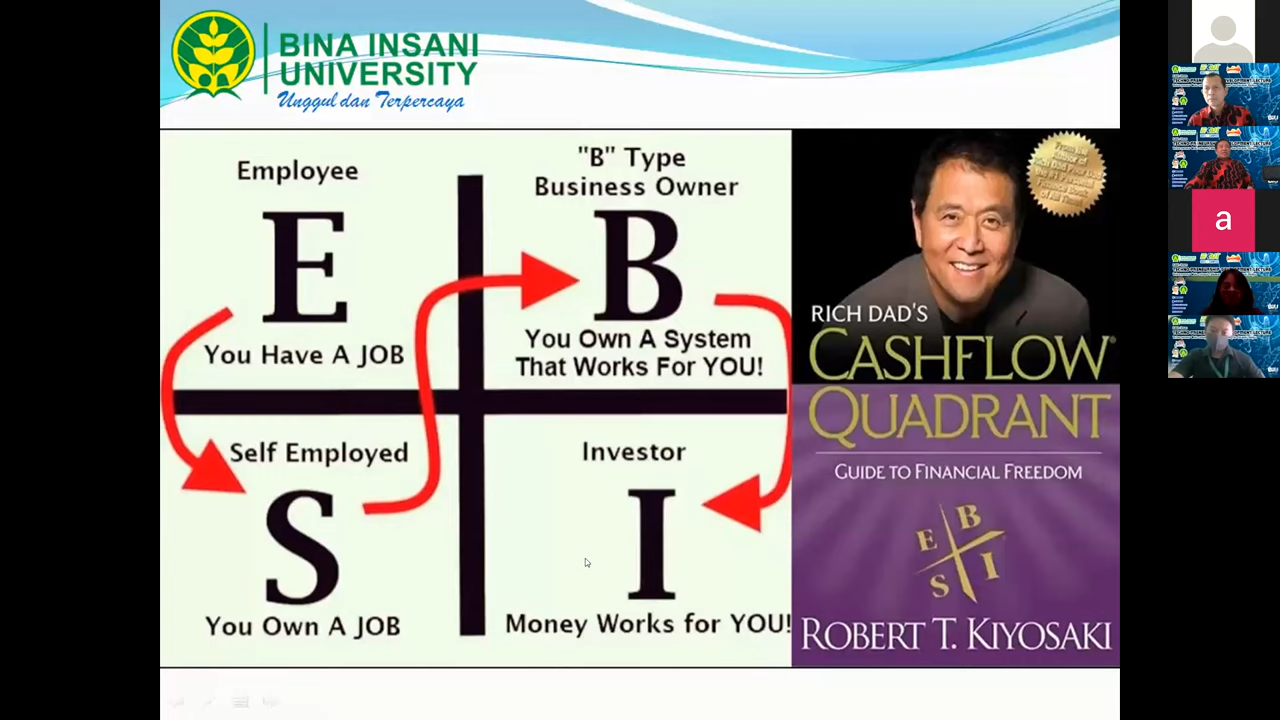 BINA INSANI
UNIVERSITY
Unggul dan Terpercaya
Employee
E
You Have A JOB
"B" Type
Business Owner
B
You Own A System
That Works For YOU!
Self Employed
S
You Own A JOB
Investor
I
Money Works for YOU!
RICH DAD'S
CASHFLOW®
QUADRANT
GUIDE TO FINANCIAL FREEDOM
E B
S I
ROBERT T. KIYOSAKI
a